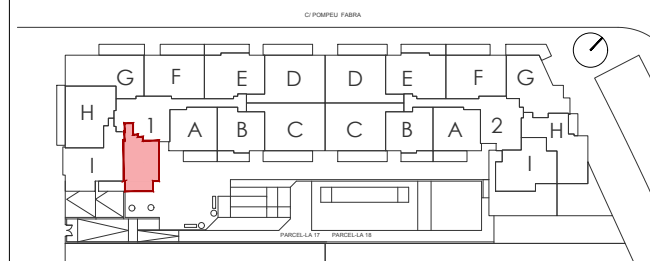 C/ POMPEU FABRA
G F E D D E F G
H 1 A B C C B A 2 H
I I
PARCEL·LA 17 PARCEL·LA 18